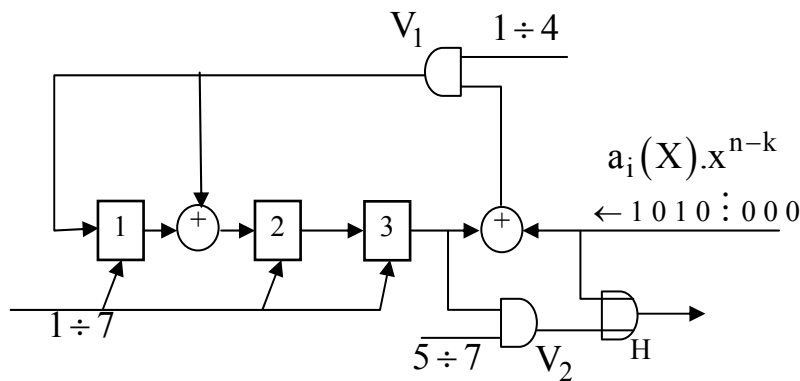 V₁
1 ÷ 4
aᵢ(X).xⁿ⁻ᵏ
← 1 0 1 0 ⋮ 0 0 0
1
+
2
3
+
1 ÷ 7
5 ÷ 7
V₂
H